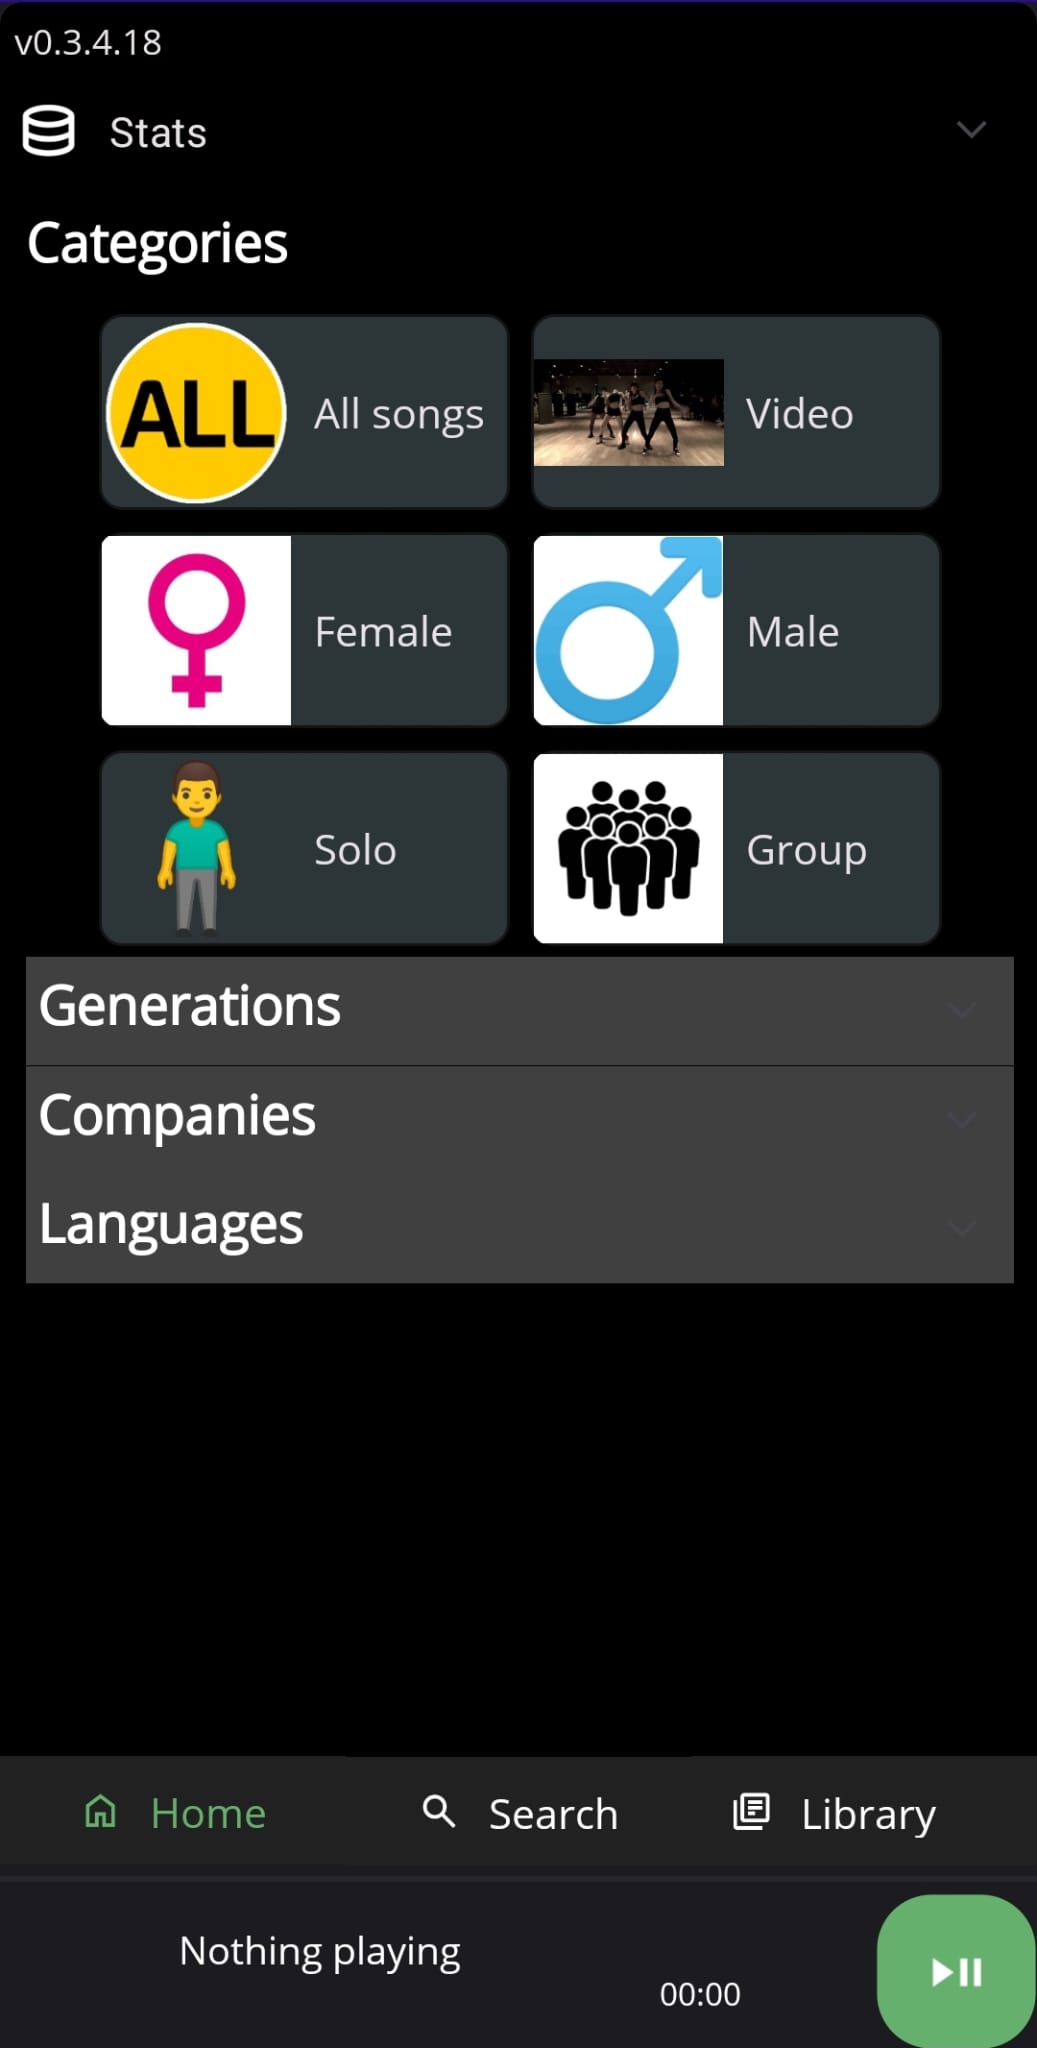 v0.3.4.18
Stats
Categories
ALL
All songs
Video
Female
Male
Solo
Group
Generations
Companies
Languages
Home
Search
Library
Nothing playing
00:00